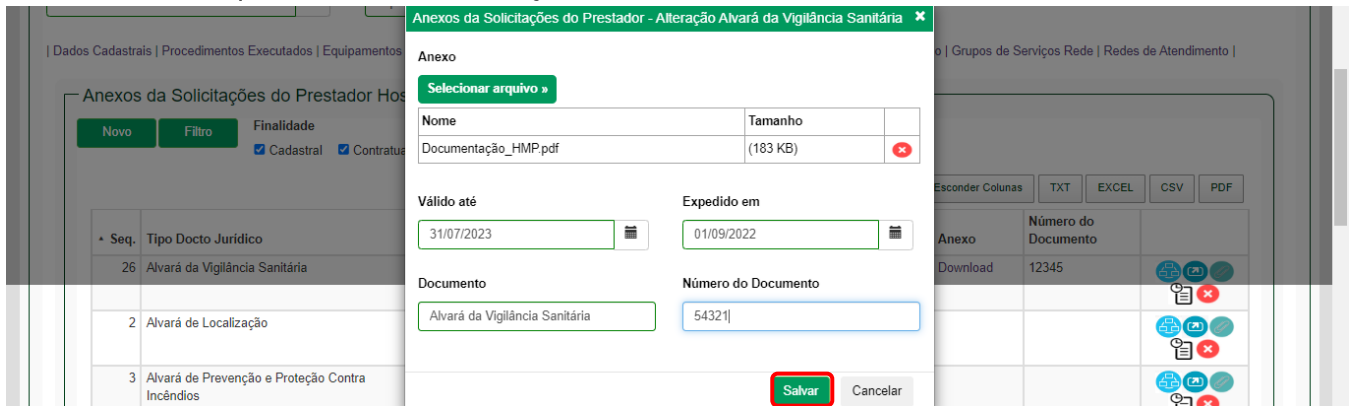 Anexos da Solicitações do Prestador - Alteração Alvará da Vigilância Sanitária ×
| Dados Cadastrais | Procedimentos Executados | Equipamentos
o | Grupos de Serviços Rede | Redes de Atendimento |
Anexo
Selecionar arquivo »
Anexos da Solicitações do Prestador Hos
Novo Filtro Finalidade
Cadastral Contratua
Nome Tamanho
Documentação_HMP.pdf (183 KB)
Esconder Colunas TXT EXCEL CSV PDF
Válido até Expedido em
31/07/2023 01/09/2022
Seq. Tipo Docto Jurídico Anexo Número do Documento
26 Alvará da Vigilância Sanitária Download 12345
Documento Número do Documento
Alvará da Vigilância Sanitária 54321
2 Alvará de Localização
3 Alvará de Prevenção e Proteção Contra
Incêndios
Salvar Cancelar